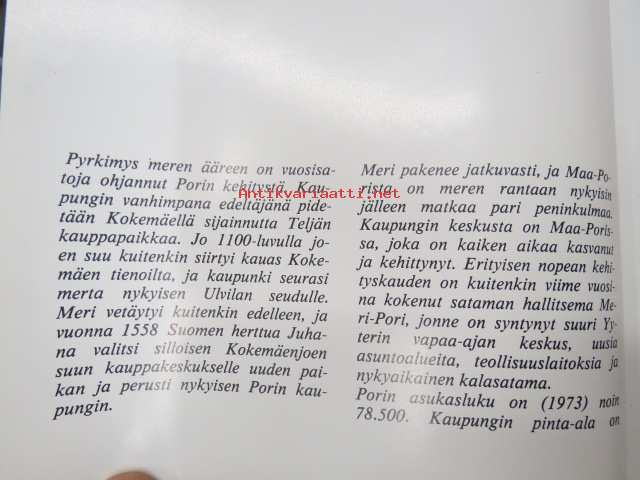 Pyrkimys meren ääreen on vuosisa-
toja ohjannut Porin kehitystä. Kau-
pungin vanhimpana edeltäjänä pide-
tään Kokemäellä sijainnutta Teljän
kauppapaikkaa. Jo 1100-luvulla jo-
en suu kuitenkin siirtyi kauas Koke-
mäen tienoilta, ja kaupunki seurasi
merta nykyisen Ulvilan seudulle.
Meri vetäytyi kuitenkin edelleen, ja
vuonna 1558 Suomen herttua Juha-
na valitsi silloisen Kokemäenjoen
suun kauppakeskukselle uuden pai-
kan ja perusti nykyisen Porin kau-
pungin.
Meri pakenee jatkuvasti, ja Maa-Po-
rista on meren rantaan nykyisin
jälleen matkaa pari peninkulmaa.
Kaupungin keskusta on Maa-Poris-
sa, joka on kaiken aikaa kasvanut
ja kehittynyt. Erityisen nopean kehi-
tyskauden on kuitenkin viime vuosi-
na kokenut sataman hallitsema Me-
ri-Pori, jonne on syntynyt suuri Yy-
terin vapaa-ajan keskus, uusia
asuntoalueita, teollisuuslaitoksia ja
nykyaikainen kalasatama.
Porin asukasluku on (1973) noin
78.500. Kaupungin pinta-ala on
Antikvariaatti.net